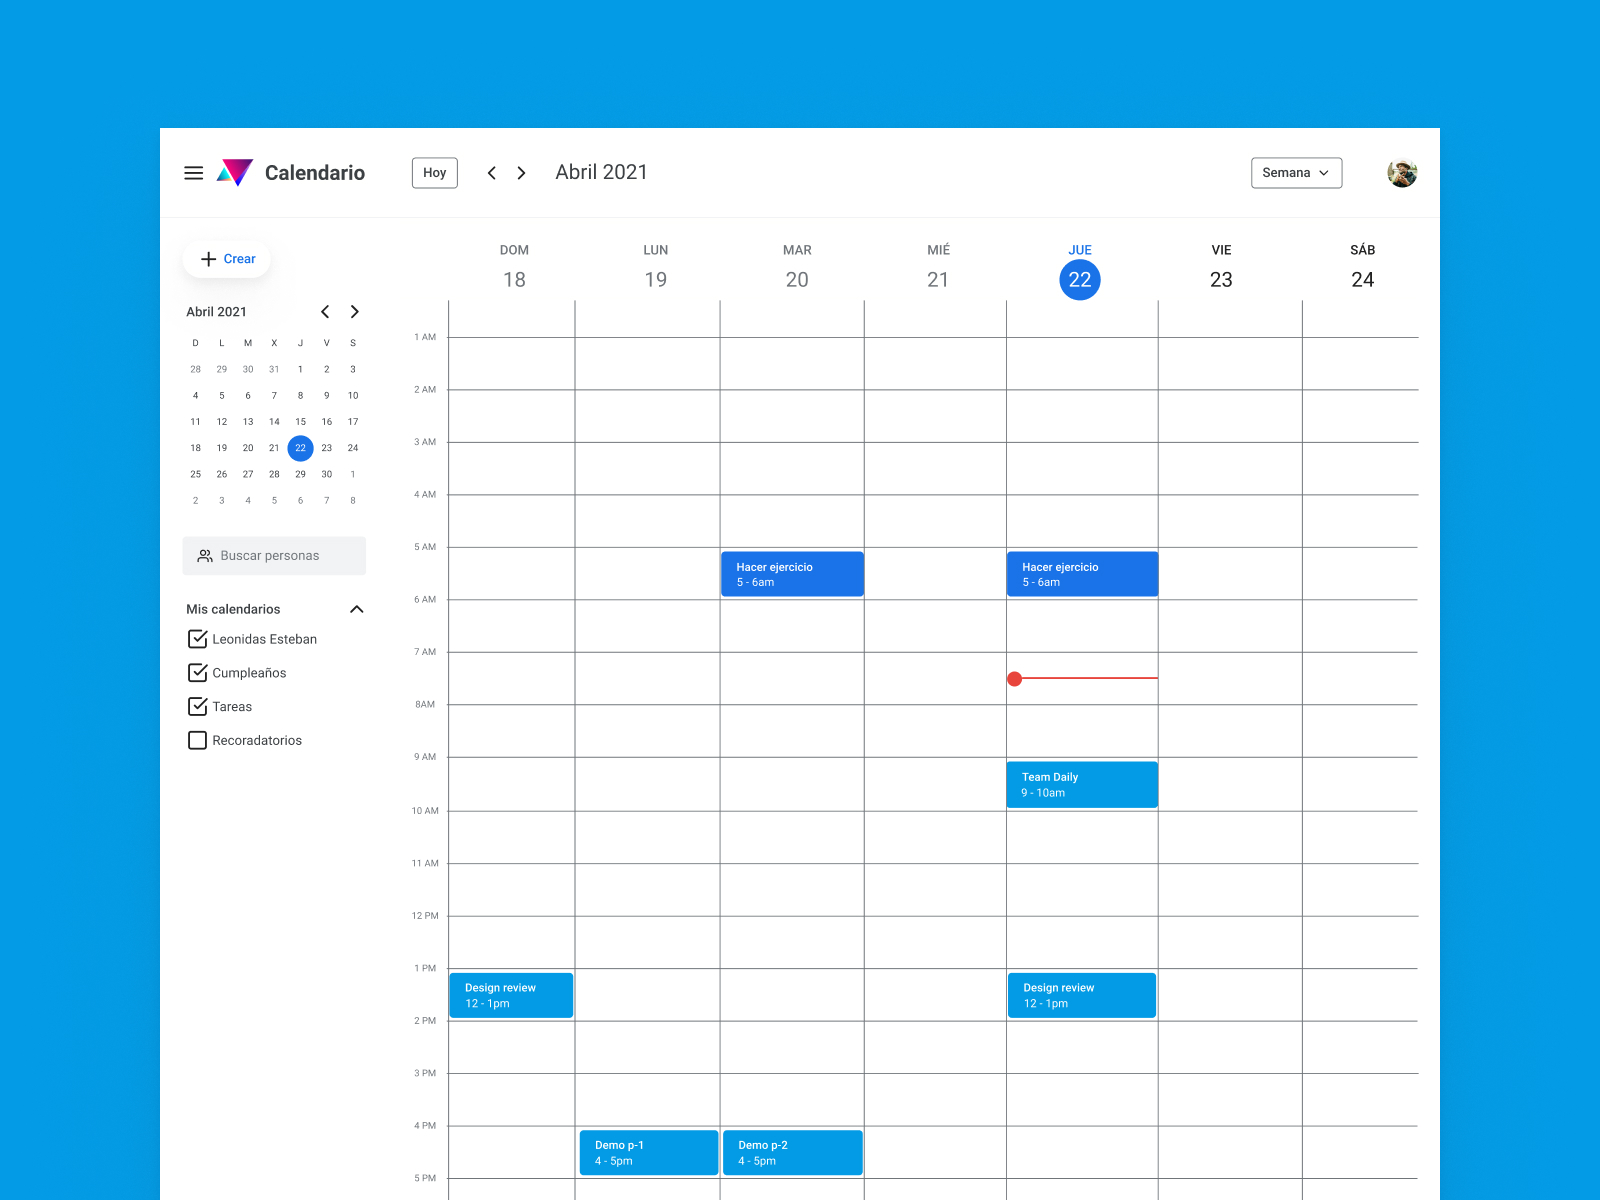 Calendario
Hoy
Abril 2021
Semana
Crear
Abril 2021
D L M X J V S
28 29 30 31 1 2 3
4 5 6 7 8 9 10
11 12 13 14 15 16 17
18 19 20 21 22 23 24
25 26 27 28 29 30 1
2 3 4 5 6 7 8
Buscar personas
Mis calendarios
Leonidas Esteban
Cumpleaños
Tareas
Recoradatorios
DOM LUN MAR MIÉ JUE VIE SÁB
18 19 20 21 22 23 24
1 AM
2 AM
3 AM
4 AM
5 AM
Hacer ejercicio
5 - 6am
Hacer ejercicio
5 - 6am
6 AM
7 AM
8AM
9 AM
Team Daily
9 - 10am
10 AM
11 AM
12 PM
1 PM
Design review
12 - 1pm
Design review
12 - 1pm
2 PM
3 PM
4 PM
Demo p-1
4 - 5pm
Demo p-2
4 - 5pm
5 PM